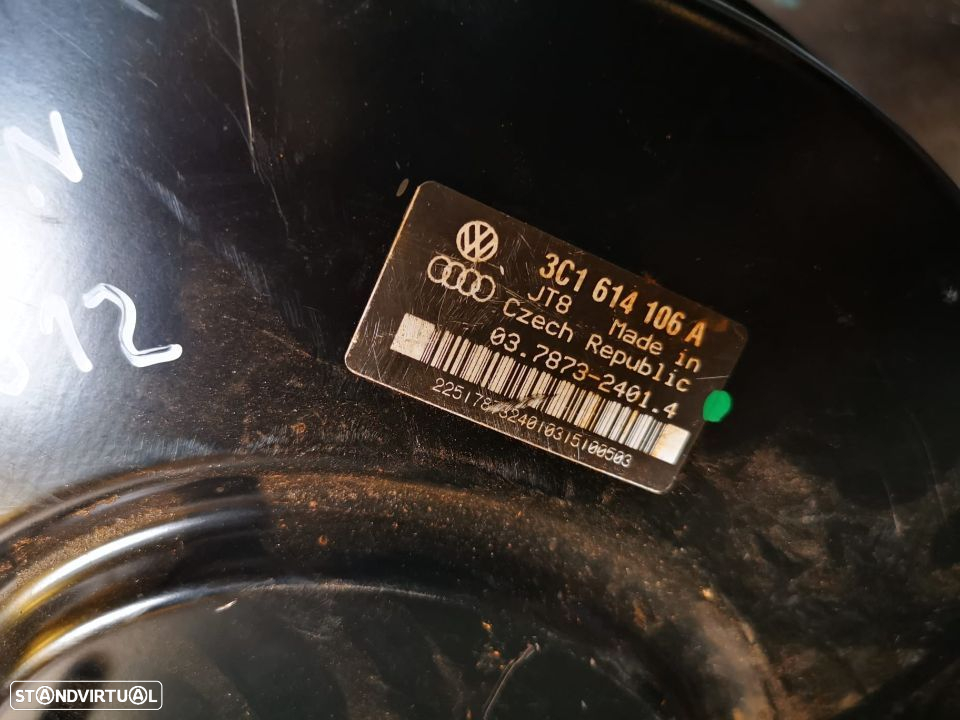 3C1 614 106 A
JT8 Made in
Czech Republic
03.7873-2401.4
STANDVIRTUAL